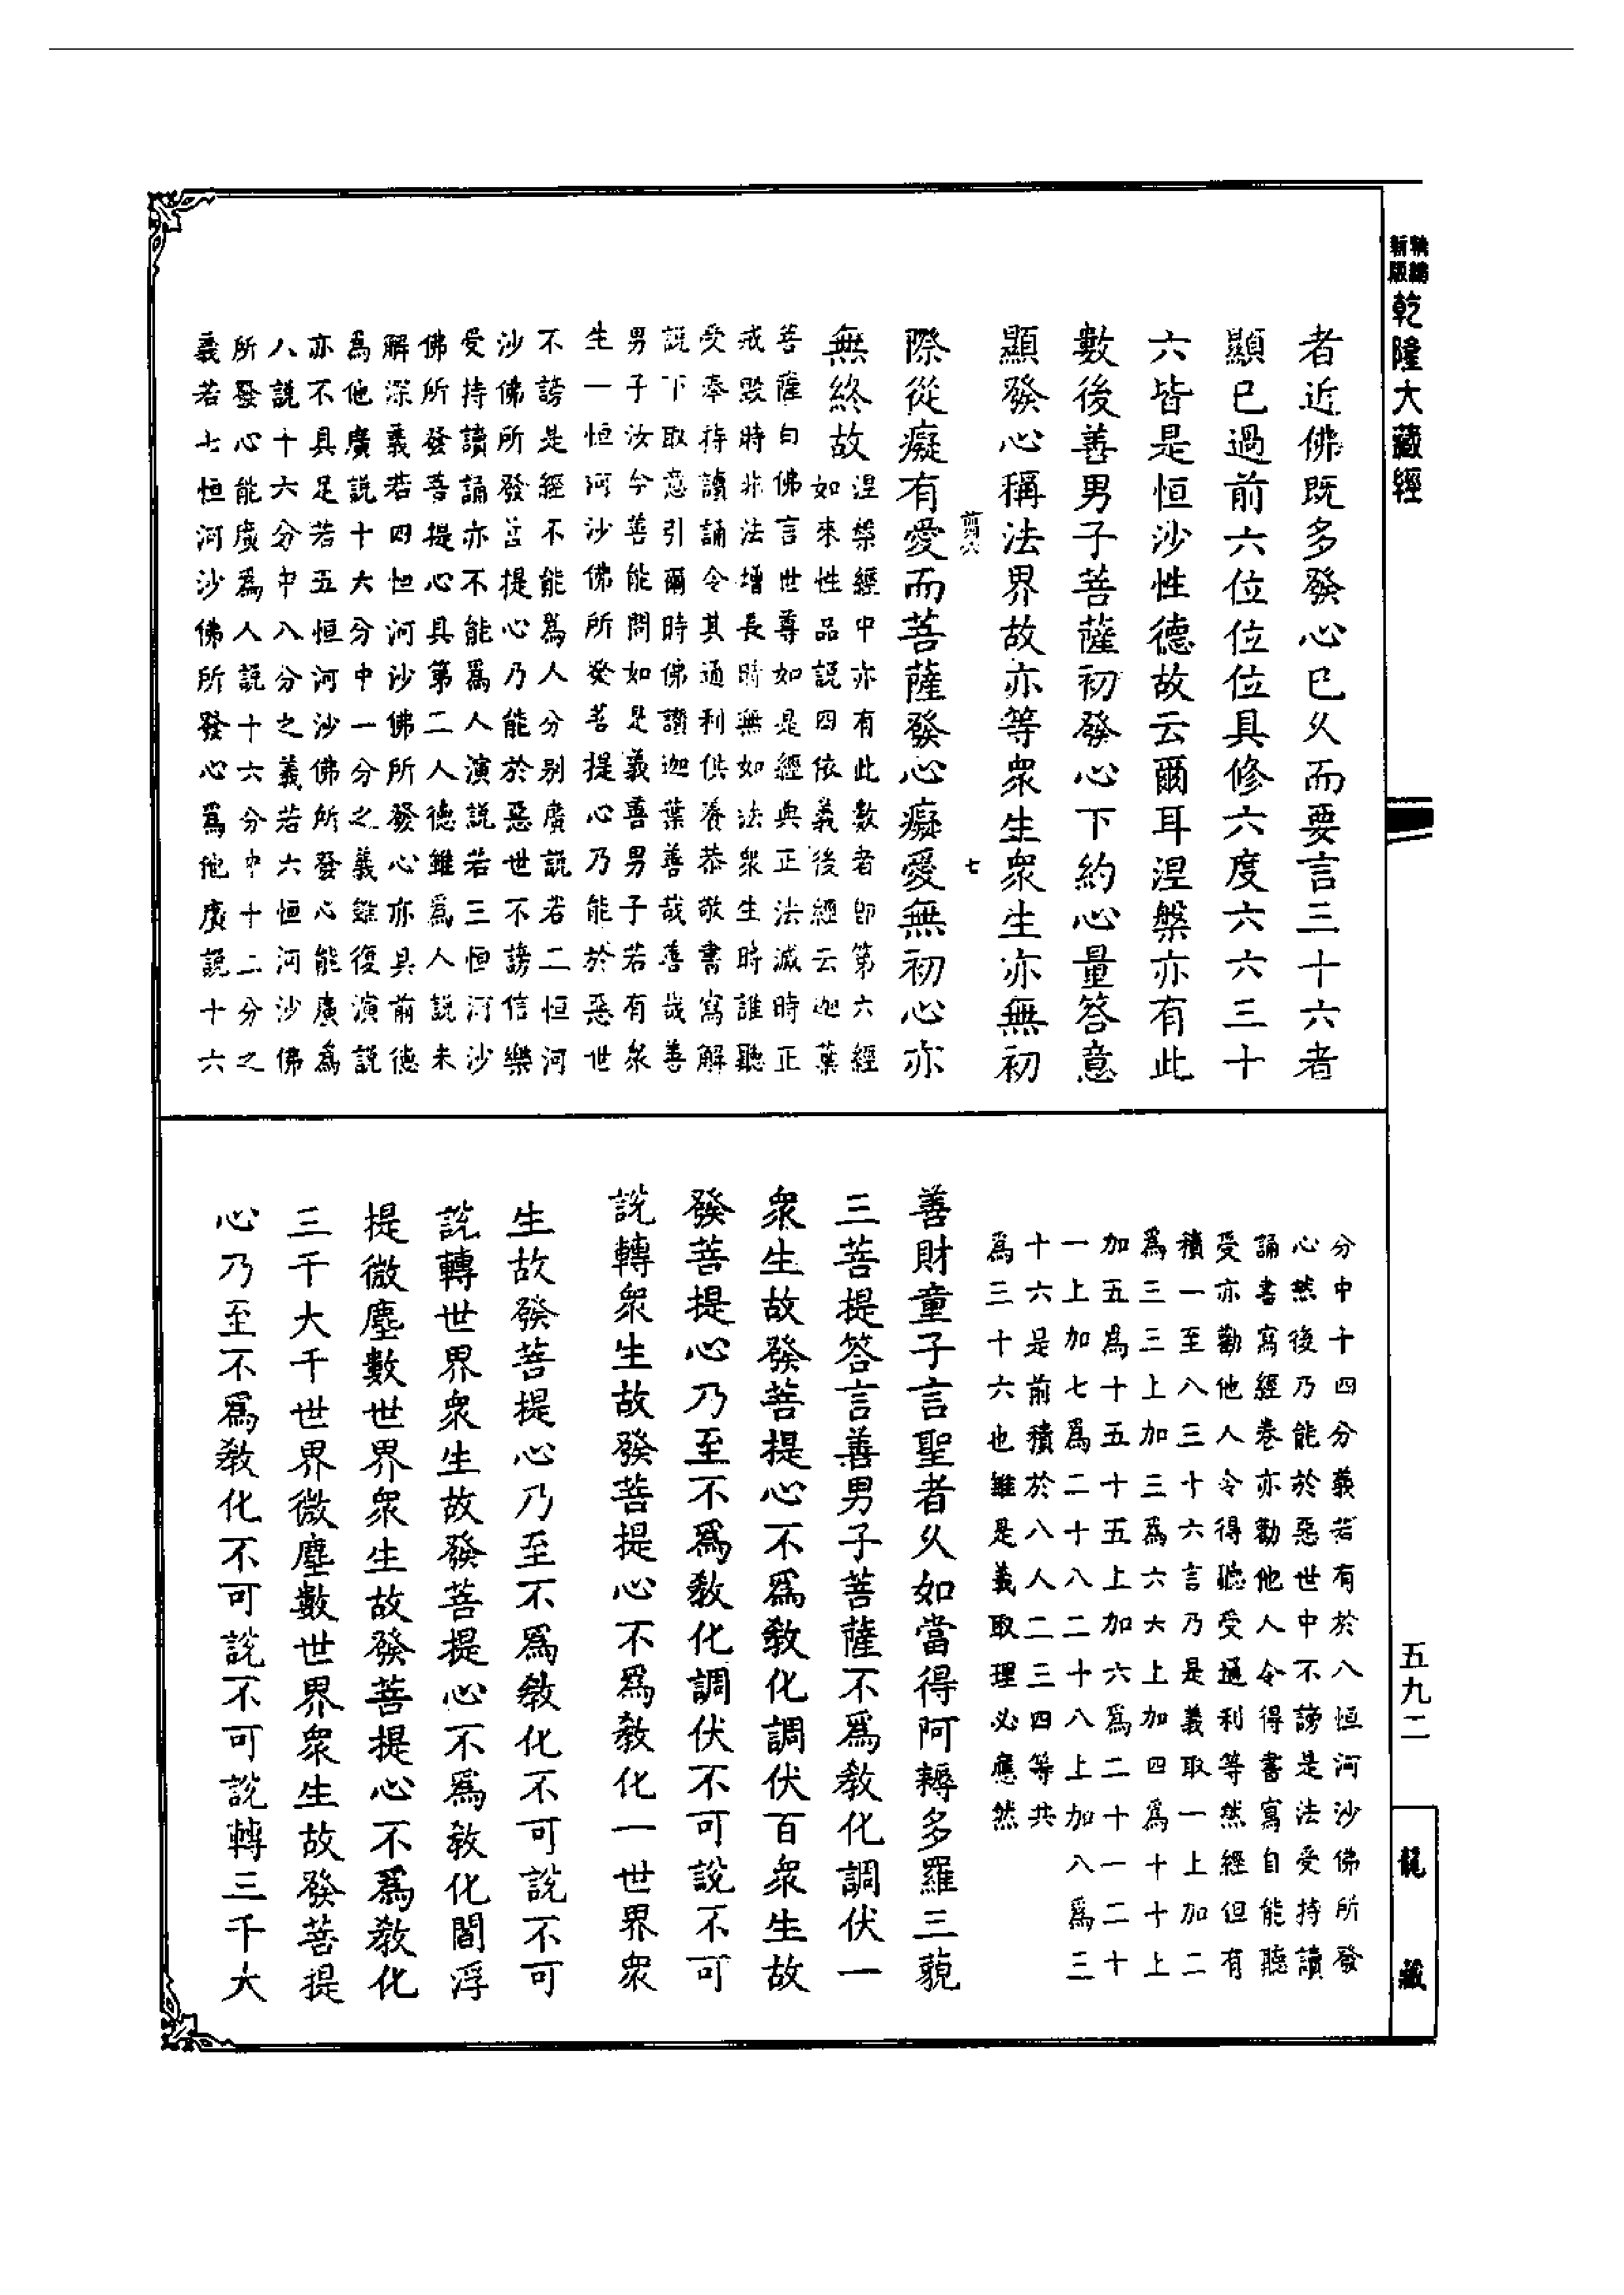 乾隆大藏經
五九二
龍藏
者近佛既多發心已久而要言三十六者
顯已過前六位位位具修六度六六三十
六皆是恒沙性德故云爾耳涅槃亦有此
數後善男子菩薩初發心下約心量答意
顯發心稱法界故亦等衆生衆生亦無初
剪六
七
際從癡有愛而菩薩發心癡愛無初心亦
無終故
涅槃經中亦有此數者即第六經
如來性品説四依義後經云迦葉
菩薩白佛言世尊如是經典正法滅時正
戒毁時非法增長時無如法衆生時誰聽
受奉持讀誦令其通利供養恭敬書寫解
説下取意引爾時佛讚迦葉善哉善哉善
男子汝今善能問如是義善男子若有衆
生一恒河沙佛所發菩提心乃能於惡世
不謗是經不能爲人分别廣説若二恒河
沙佛所發菩提心乃能於惡世不謗信樂
受持讀誦亦不能爲人演説若三恒河沙
佛所發菩提心具第二人德雖爲人説未
解深義若四恒河沙佛所發心亦具前德
爲他廣説十六分中一分之義雖復演説
亦不具足若五恒河沙佛所發心能廣爲
八説十六分中八分之義若六恒河沙佛
所發心能廣爲人説十六分中十二分之
義若七恒河沙佛所發心爲他廣説十六
分中十四分義若有於八恒河沙佛所發
心然後乃能於惡世中不謗是法受持讀
誦書寫經卷亦勸他人令得書寫自能聽
受亦勸他人令得聽受通利等然經但有
積一至八三十六言乃是義取一上加二
爲三三上加三爲六六上加四爲十十上
加五爲十五十五上加六爲二十一二十
一上加七爲二十八二十八上加八爲三
十六是前積於八人二三四等共
爲三十六也雖是義取理必應然
善財童子言聖者久如當得阿耨多羅三藐
三菩提答言善男子菩薩不爲教化調伏一
衆生故發菩提心不爲教化調伏百衆生故
發菩提心乃至不爲教化調伏不可說不可
說轉衆生故發菩提心不爲教化一世界衆
生故發菩提心乃至不爲教化不可說不可
說轉世界衆生故發菩提心不爲教化閻浮
提微塵數世界衆生故發菩提心不爲教化
三千大千世界微塵數世界衆生故發菩提
心乃至不爲教化不可說不可說轉三千大